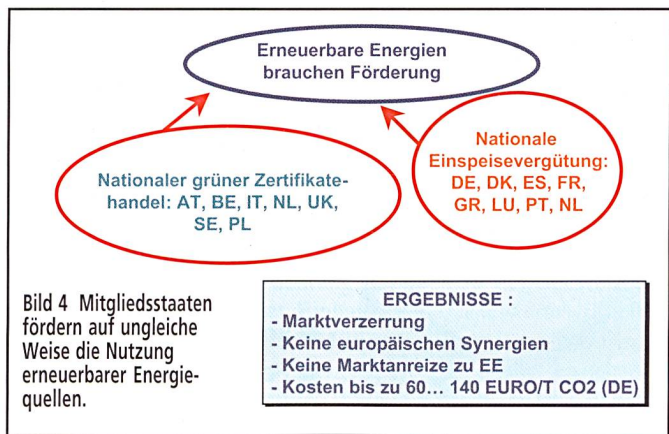 Erneuerbare Energien
brauchen Förderung
Nationaler grüner Zertifikate-
handel: AT, BE, IT, NL, UK,
SE, PL
Nationale
Einspeisevergütung:
DE, DK, ES, FR,
GR, LU, PT, NL
Bild 4 Mitgliedsstaaten
fördern auf ungleiche
Weise die Nutzung
erneuerbarer Energie-
quellen.
ERGEBNISSE :
- Marktverzerrung
- Keine europäischen Synergien
- Keine Marktanreize zu EE
- Kosten bis zu 60... 140 EURO/T CO2 (DE)